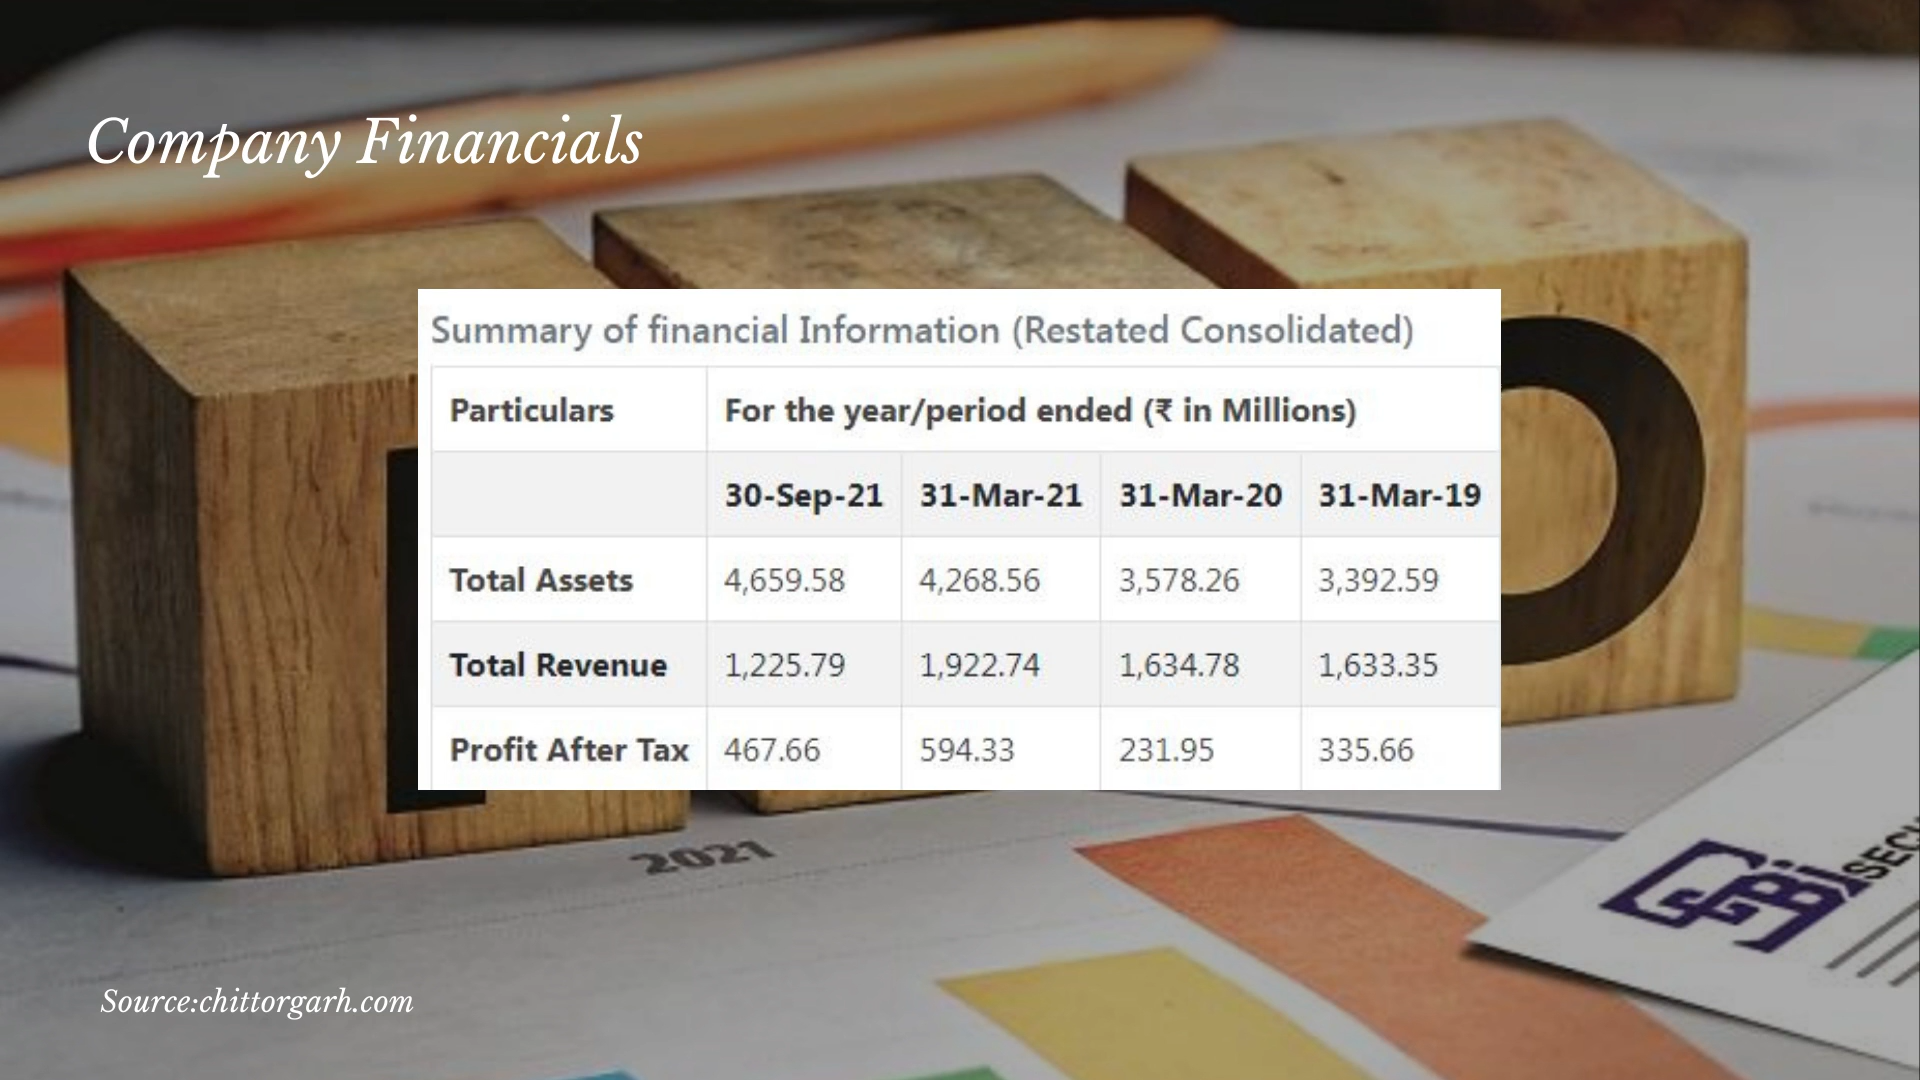 Company Financials
Summary of financial Information (Restated Consolidated)
Particulars For the year/period ended (₹ in Millions)
30-Sep-21 31-Mar-21 31-Mar-20 31-Mar-19
Total Assets 4,659.58 4,268.56 3,578.26 3,392.59
Total Revenue 1,225.79 1,922.74 1,634.78 1,633.35
Profit After Tax 467.66 594.33 231.95 335.66
O
2021
SEBI
Source:chittorgarh.com